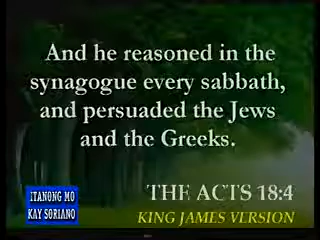 And he reasoned in the
synagogue every sabbath,
and persuaded the Jews
and the Greeks.
ITANONG MO
KAY SORIANO
THE ACTS 18:4
KING JAMES VERSION